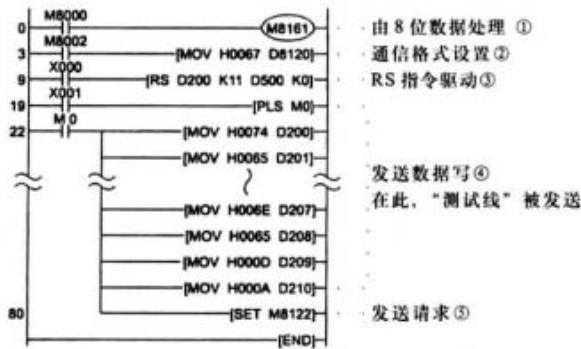 M8000
0 M8161 由8位数据处理 ①
M8002
3 [MOV H0067 D8120] 通信格式设置②
X000
9 [RS D200 K11 D500 K0] RS 指令驱动③
X001
19 [PLS M0]
M0
22 [MOV H0074 D200]
[MOV H0065 D201]
发送数据写④
在此，“测试线”被发送
[MOV H006E D207]
[MOV H0065 D208]
[MOV H000D D209]
[MOV H000A D210]
80 [SET M8122] 发送请求⑤
[END]